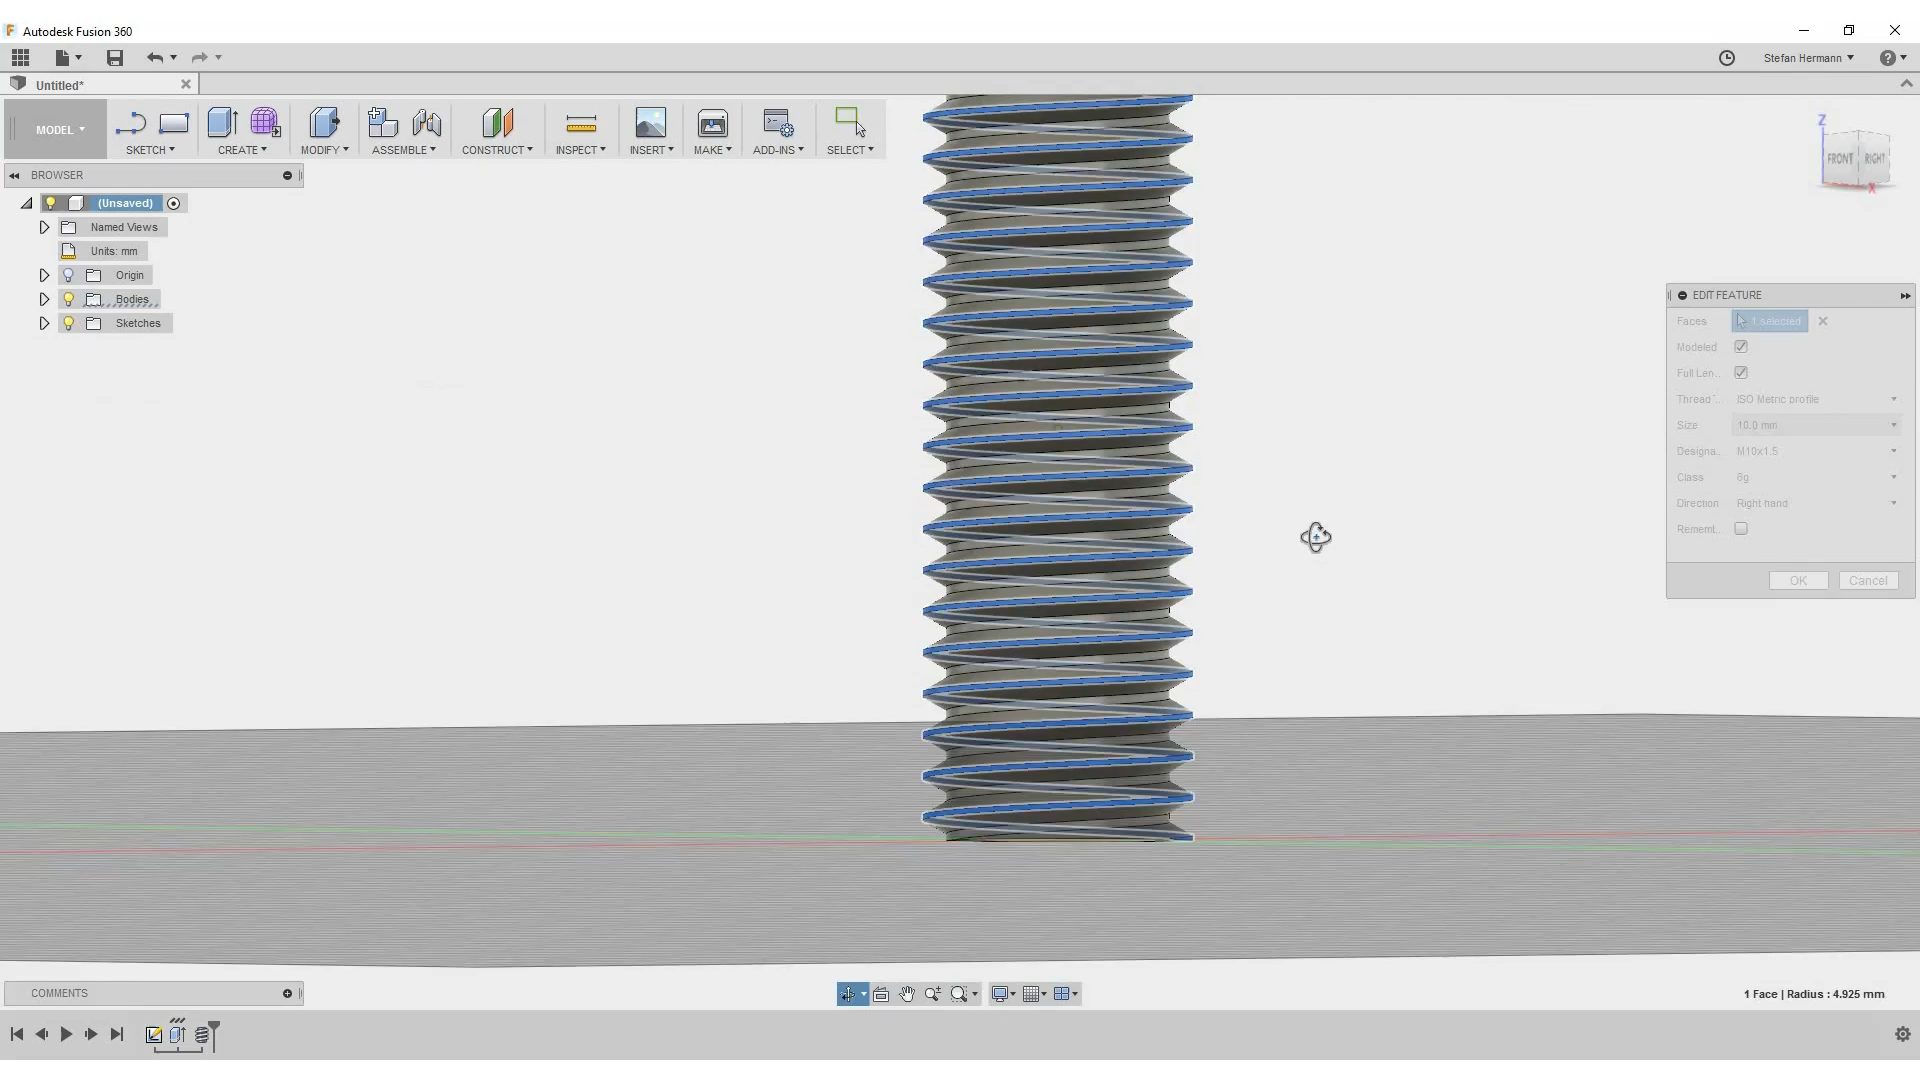 Autodesk Fusion 360
Stefan Hermann
Untitled*
MODEL
SKETCH
CREATE
MODIFY
ASSEMBLE
CONSTRUCT
INSPECT
INSERT
MAKE
ADD-INS
SELECT
Z
FRONT
RIGHT
X
BROWSER
(Unsaved)
Named Views
Units: mm
Origin
Bodies
Sketches
EDIT FEATURE
Faces 1 selected
Modeled
Full Len..
Thread ... ISO Metric profile
Size 10.0 mm
Designa.. M10x1.5
Class 6g
Direction Right hand
Rememt..
OK Cancel
COMMENTS
1 Face | Radius : 4.925 mm